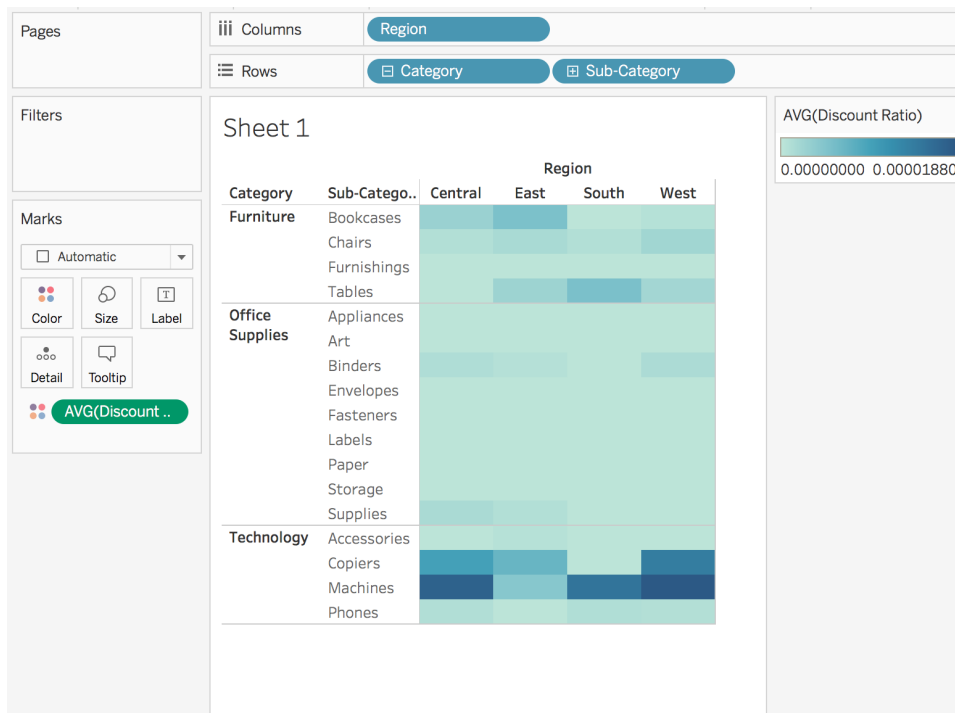 Pages
Columns Region
Rows Category Sub-Category
Filters
Marks
Automatic
Color Size Label
Detail Tooltip
AVG(Discount ..
Sheet 1
Region
Category Sub-Catego.. Central East South West
Furniture Bookcases
Chairs
Furnishings
Tables
Office Supplies Appliances
Art
Binders
Envelopes
Fasteners
Labels
Paper
Storage
Supplies
Technology Accessories
Copiers
Machines
Phones
AVG(Discount Ratio)
0.00000000 0.00001880